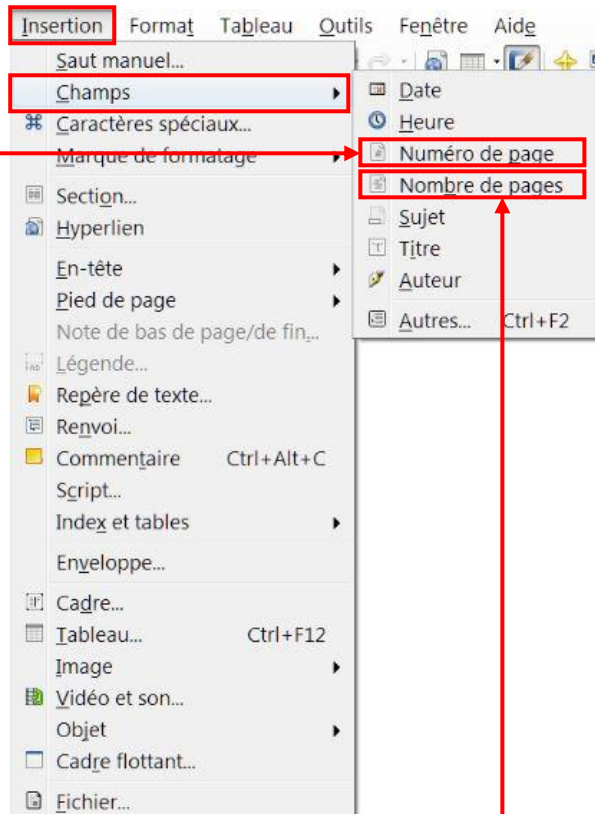 Insertion Format Tableau Outils Fenêtre Aide
Saut manuel...
Champs
Caractères spéciaux...
Marque de formatage
Section...
Hyperlien
En-tête
Pied de page
Note de bas de page/de fin...
Légende...
Repère de texte...
Renvoi...
Commentaire Ctrl+Alt+C
Script...
Index et tables
Enveloppe...
Cadre...
Tableau... Ctrl+F12
Image
Vidéo et son...
Objet
Cadre flottant...
Fichier...
Date
Heure
Numéro de page
Nombre de pages
Sujet
Titre
Auteur
Autres... Ctrl+F2